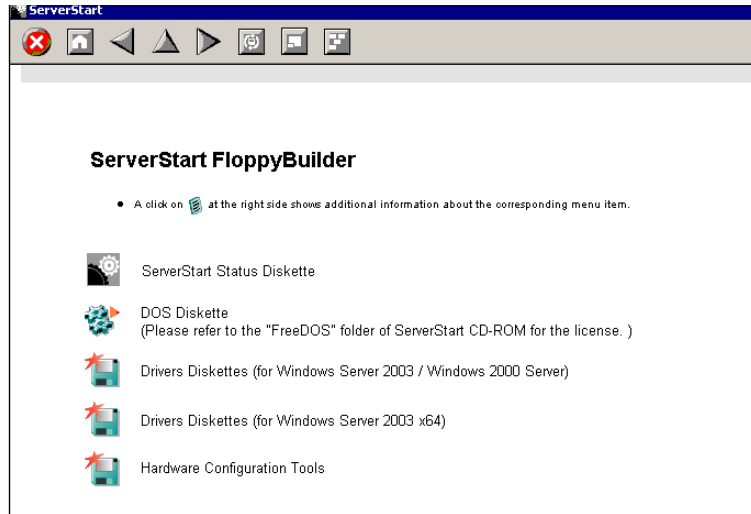 ServerStart
ServerStart FloppyBuilder
A click on at the right side shows additional information about the corresponding menu item.
ServerStart Status Diskette
DOS Diskette
(Please refer to the "FreeDOS" folder of ServerStart CD-ROM for the license. )
Drivers Diskettes (for Windows Server 2003 / Windows 2000 Server)
Drivers Diskettes (for Windows Server 2003 x64)
Hardware Configuration Tools